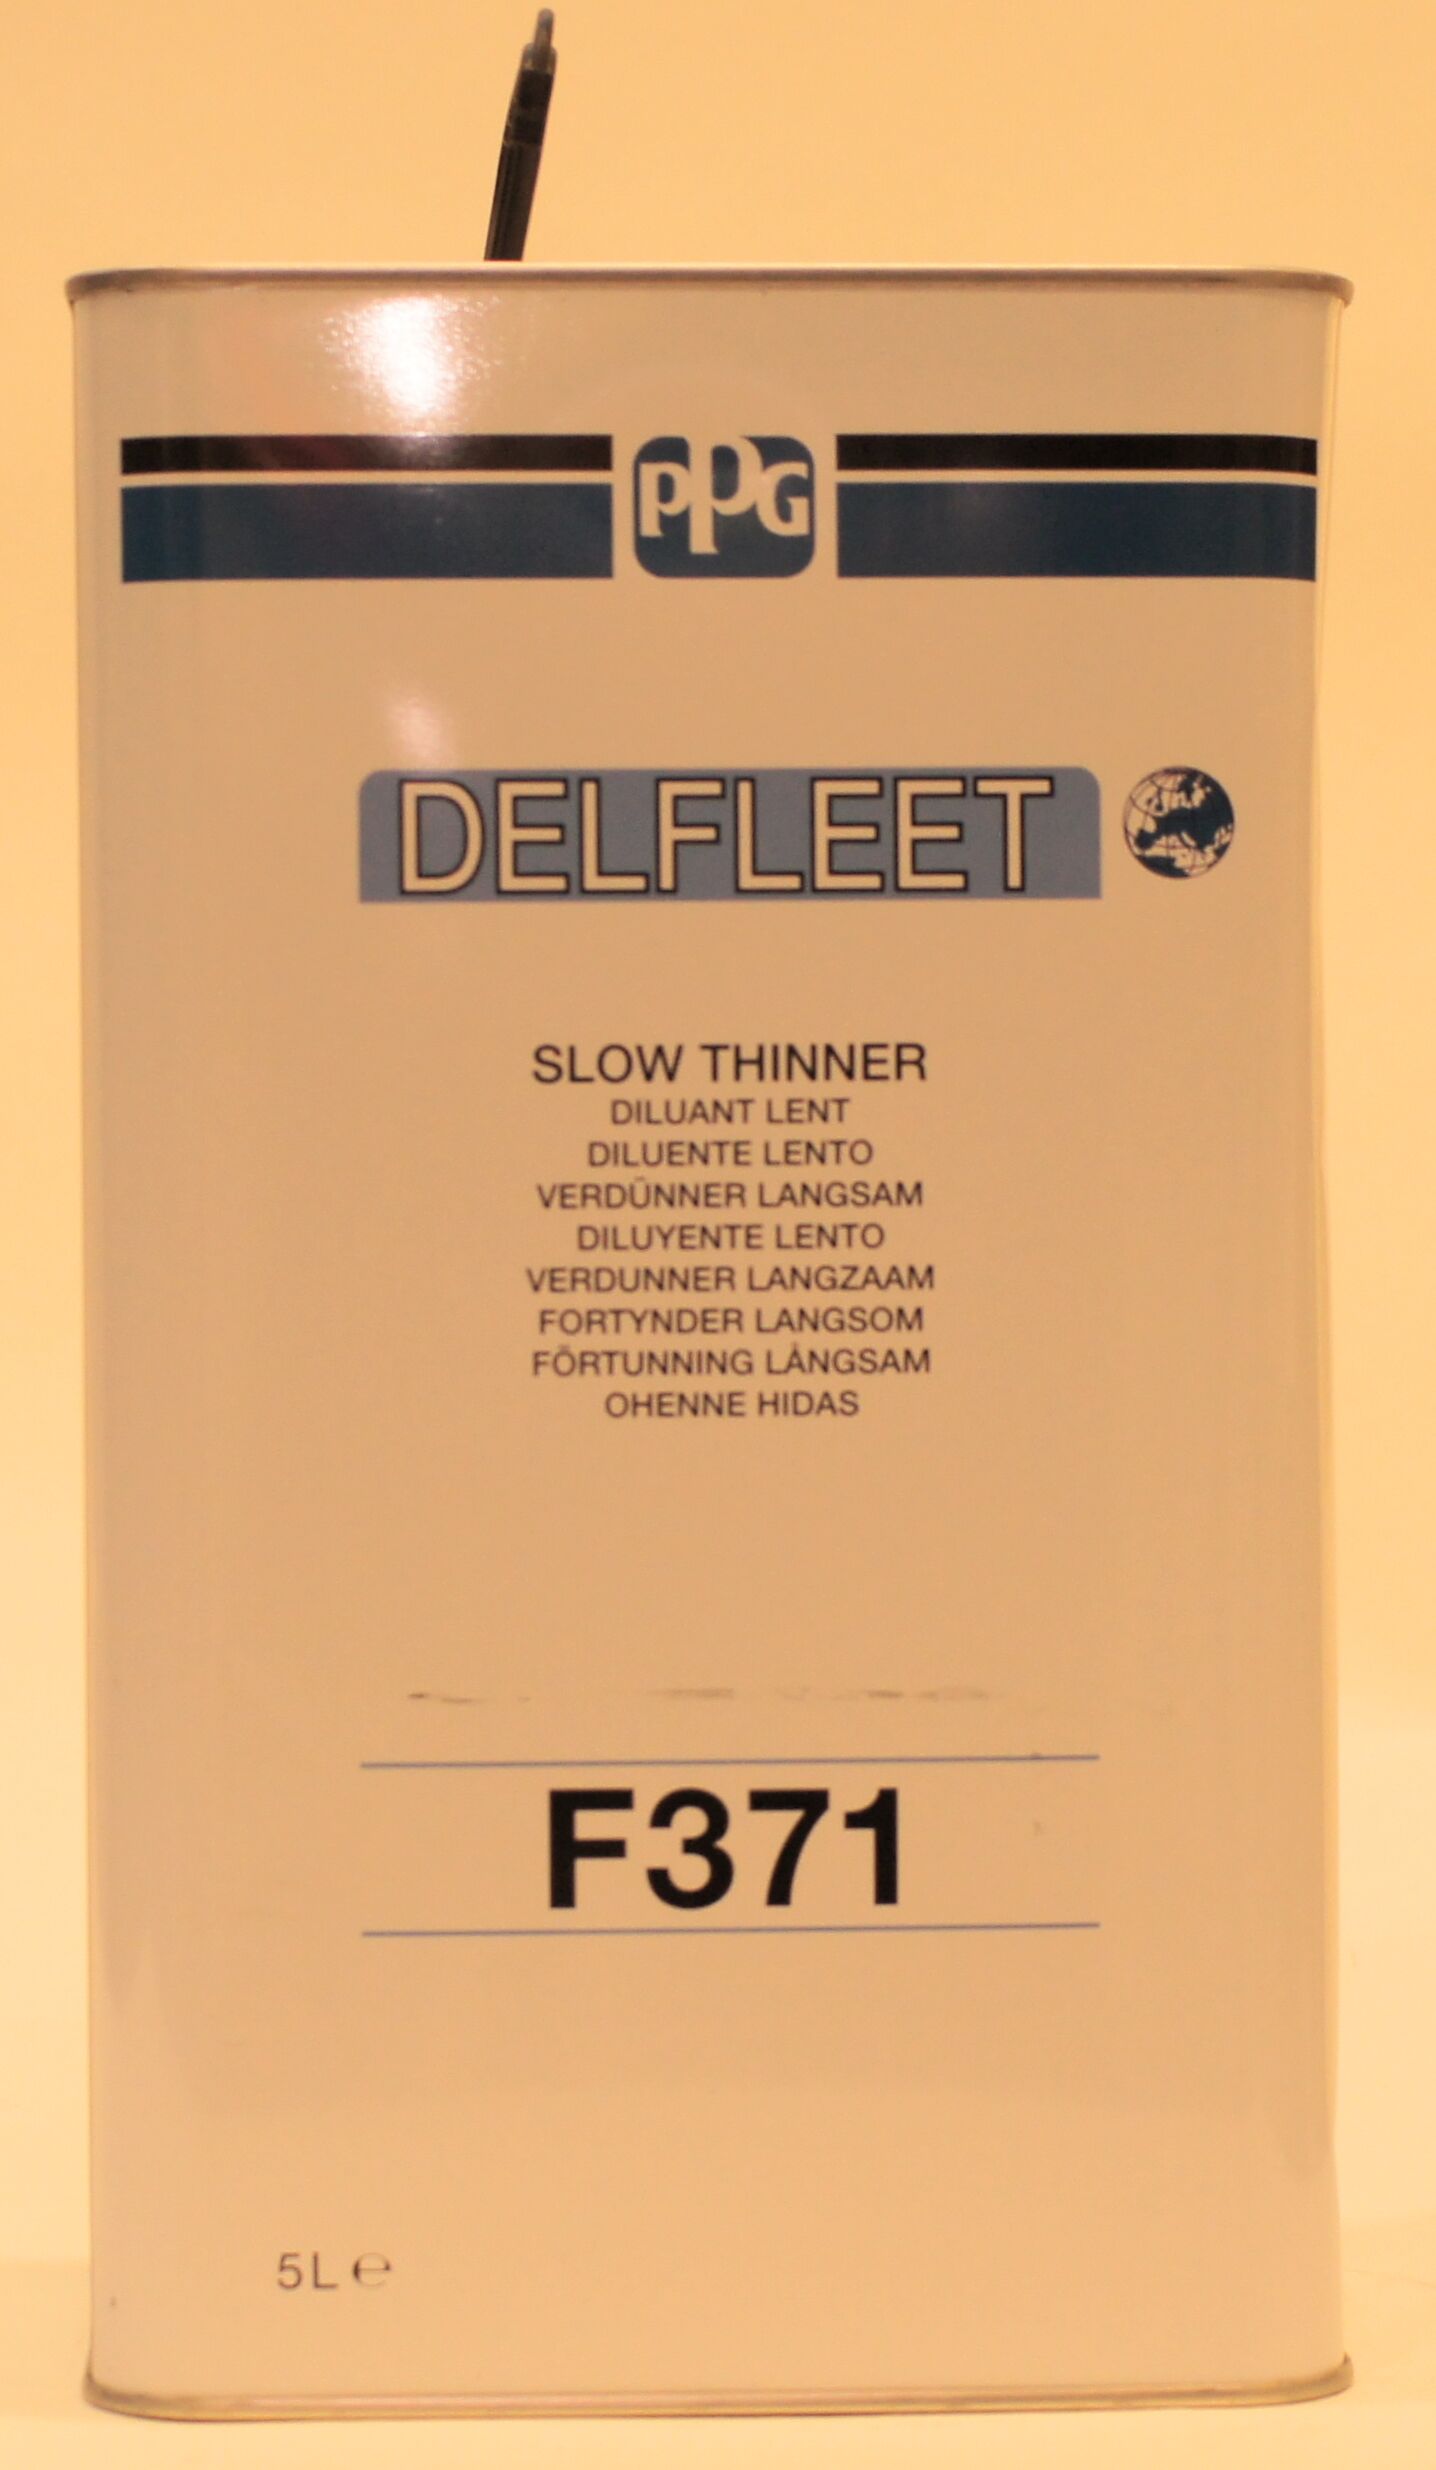 PPG
DELFLEET
SLOW THINNER
DILUANT LENT
DILUENTE LENTO
VERDÜNNER LANGSAM
DILUYENTE LENTO
VERDUNNER LANGZAAM
FORTYNDER LANGSOM
FÖRTUNNING LÅNGSAM
OHENNE HIDAS
F371
5L ℮